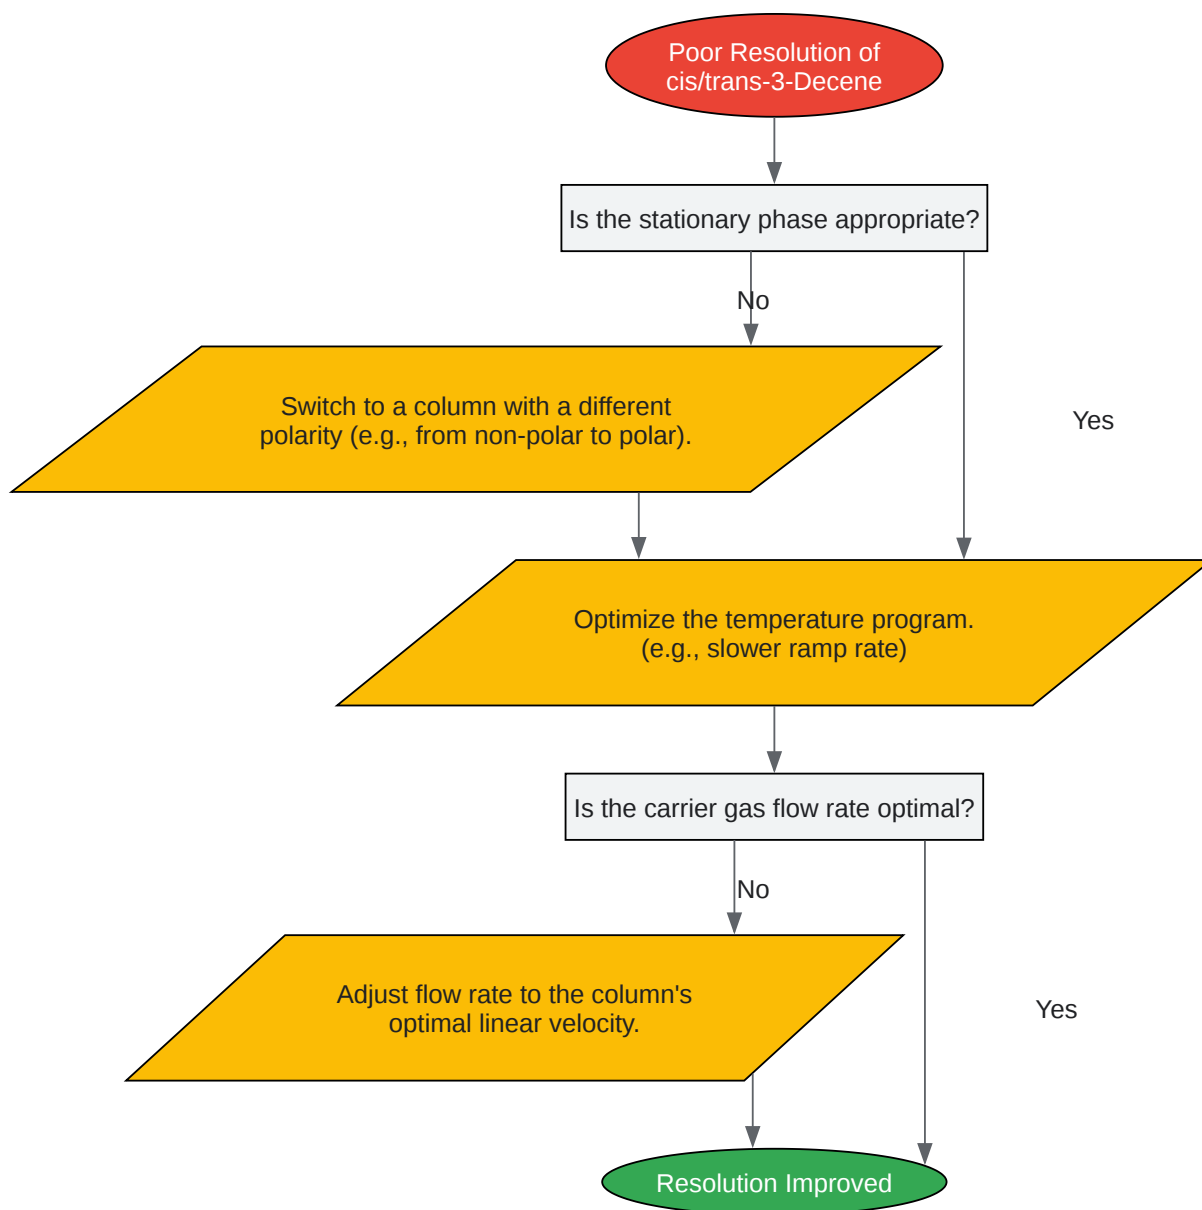 Poor Resolution of
cis/trans-3-Decene
Is the stationary phase appropriate?
No
Switch to a column with a different
polarity (e.g., from non-polar to polar).
Yes
Optimize the temperature program.
(e.g., slower ramp rate)
Is the carrier gas flow rate optimal?
No
Adjust flow rate to the column's
optimal linear velocity.
Yes
Resolution Improved